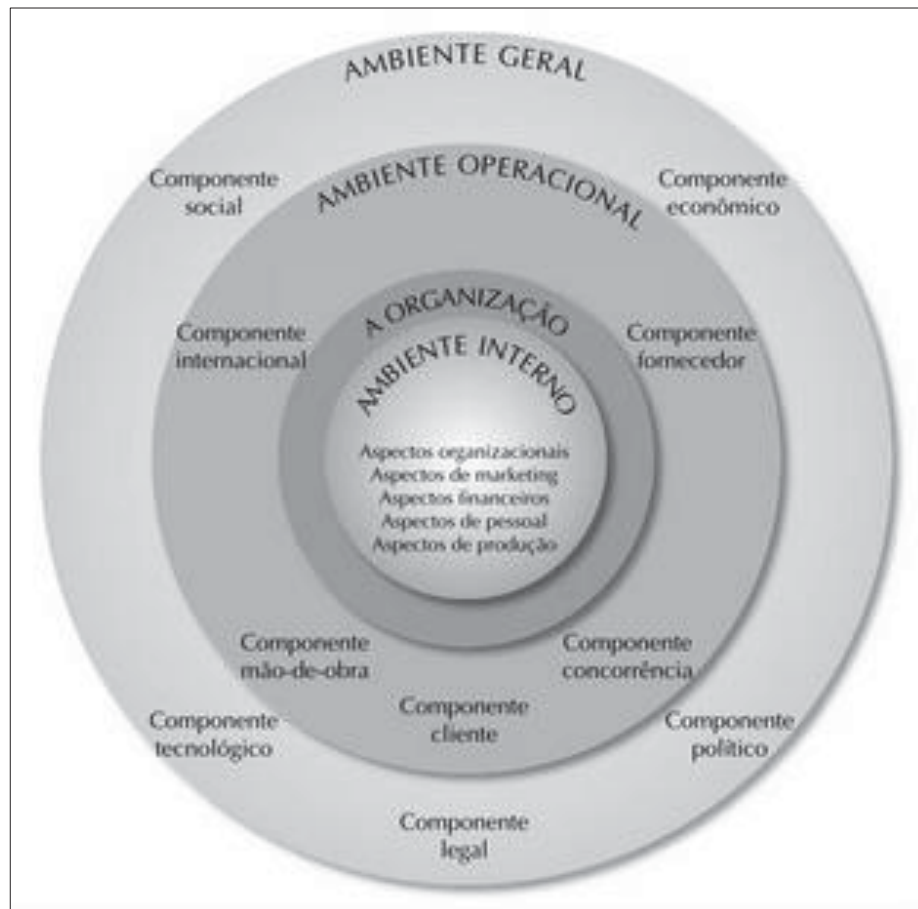 AMBIENTE GERAL
Componente
social
AMBIENTE OPERACIONAL
Componente
econômico
Componente
internacional
A ORGANIZAÇÃO
Componente
fornecedor
AMBIENTE INTERNO
Aspectos organizacionais
Aspectos de marketing
Aspectos financeiros
Aspectos de pessoal
Aspectos de produção
Componente
mão-de-obra
Componente
concorrência
Componente
cliente
Componente
tecnológico
Componente
político
Componente
legal